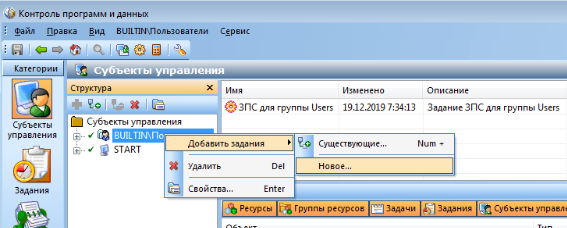 Контроль программ и данных
Файл Правка Вид BUILTIN\Пользователи Сервис
Категории
Субъекты управления
Структура
Субъекты управления
BUILTIN\По
START
Субъекты
управления
Задания
Имя Изменено Описание
ЗПС для группы Users 19.12.2019 7:34:13 Задание ЗПС для группы Users
Добавить задания
Удалить Del
Свойства... Enter
Существующие... Num +
Новое...
Ресурсы Группы ресурсов Задачи Задания Субъекты управле
Объект Тип